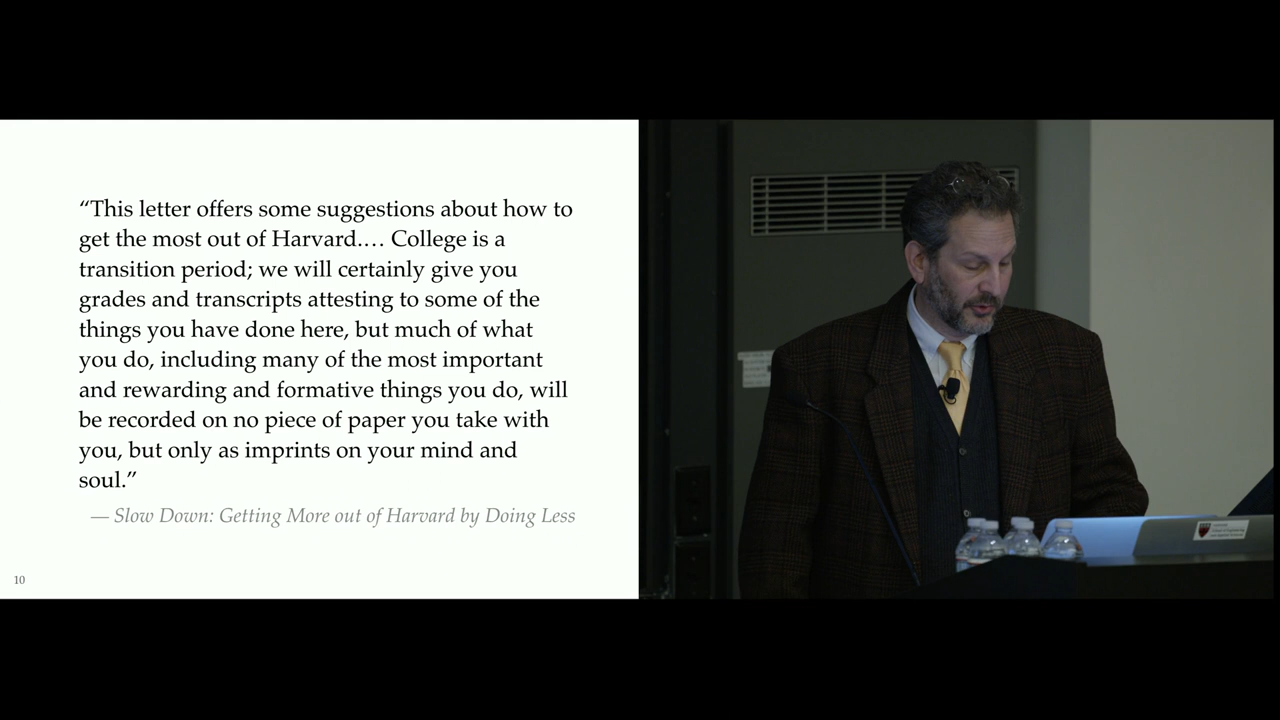 “This letter offers some suggestions about how to
get the most out of Harvard.… College is a
transition period; we will certainly give you
grades and transcripts attesting to some of the
things you have done here, but much of what
you do, including many of the most important
and rewarding and formative things you do, will
be recorded on no piece of paper you take with
you, but only as imprints on your mind and
soul.”
— Slow Down: Getting More out of Harvard by Doing Less
10